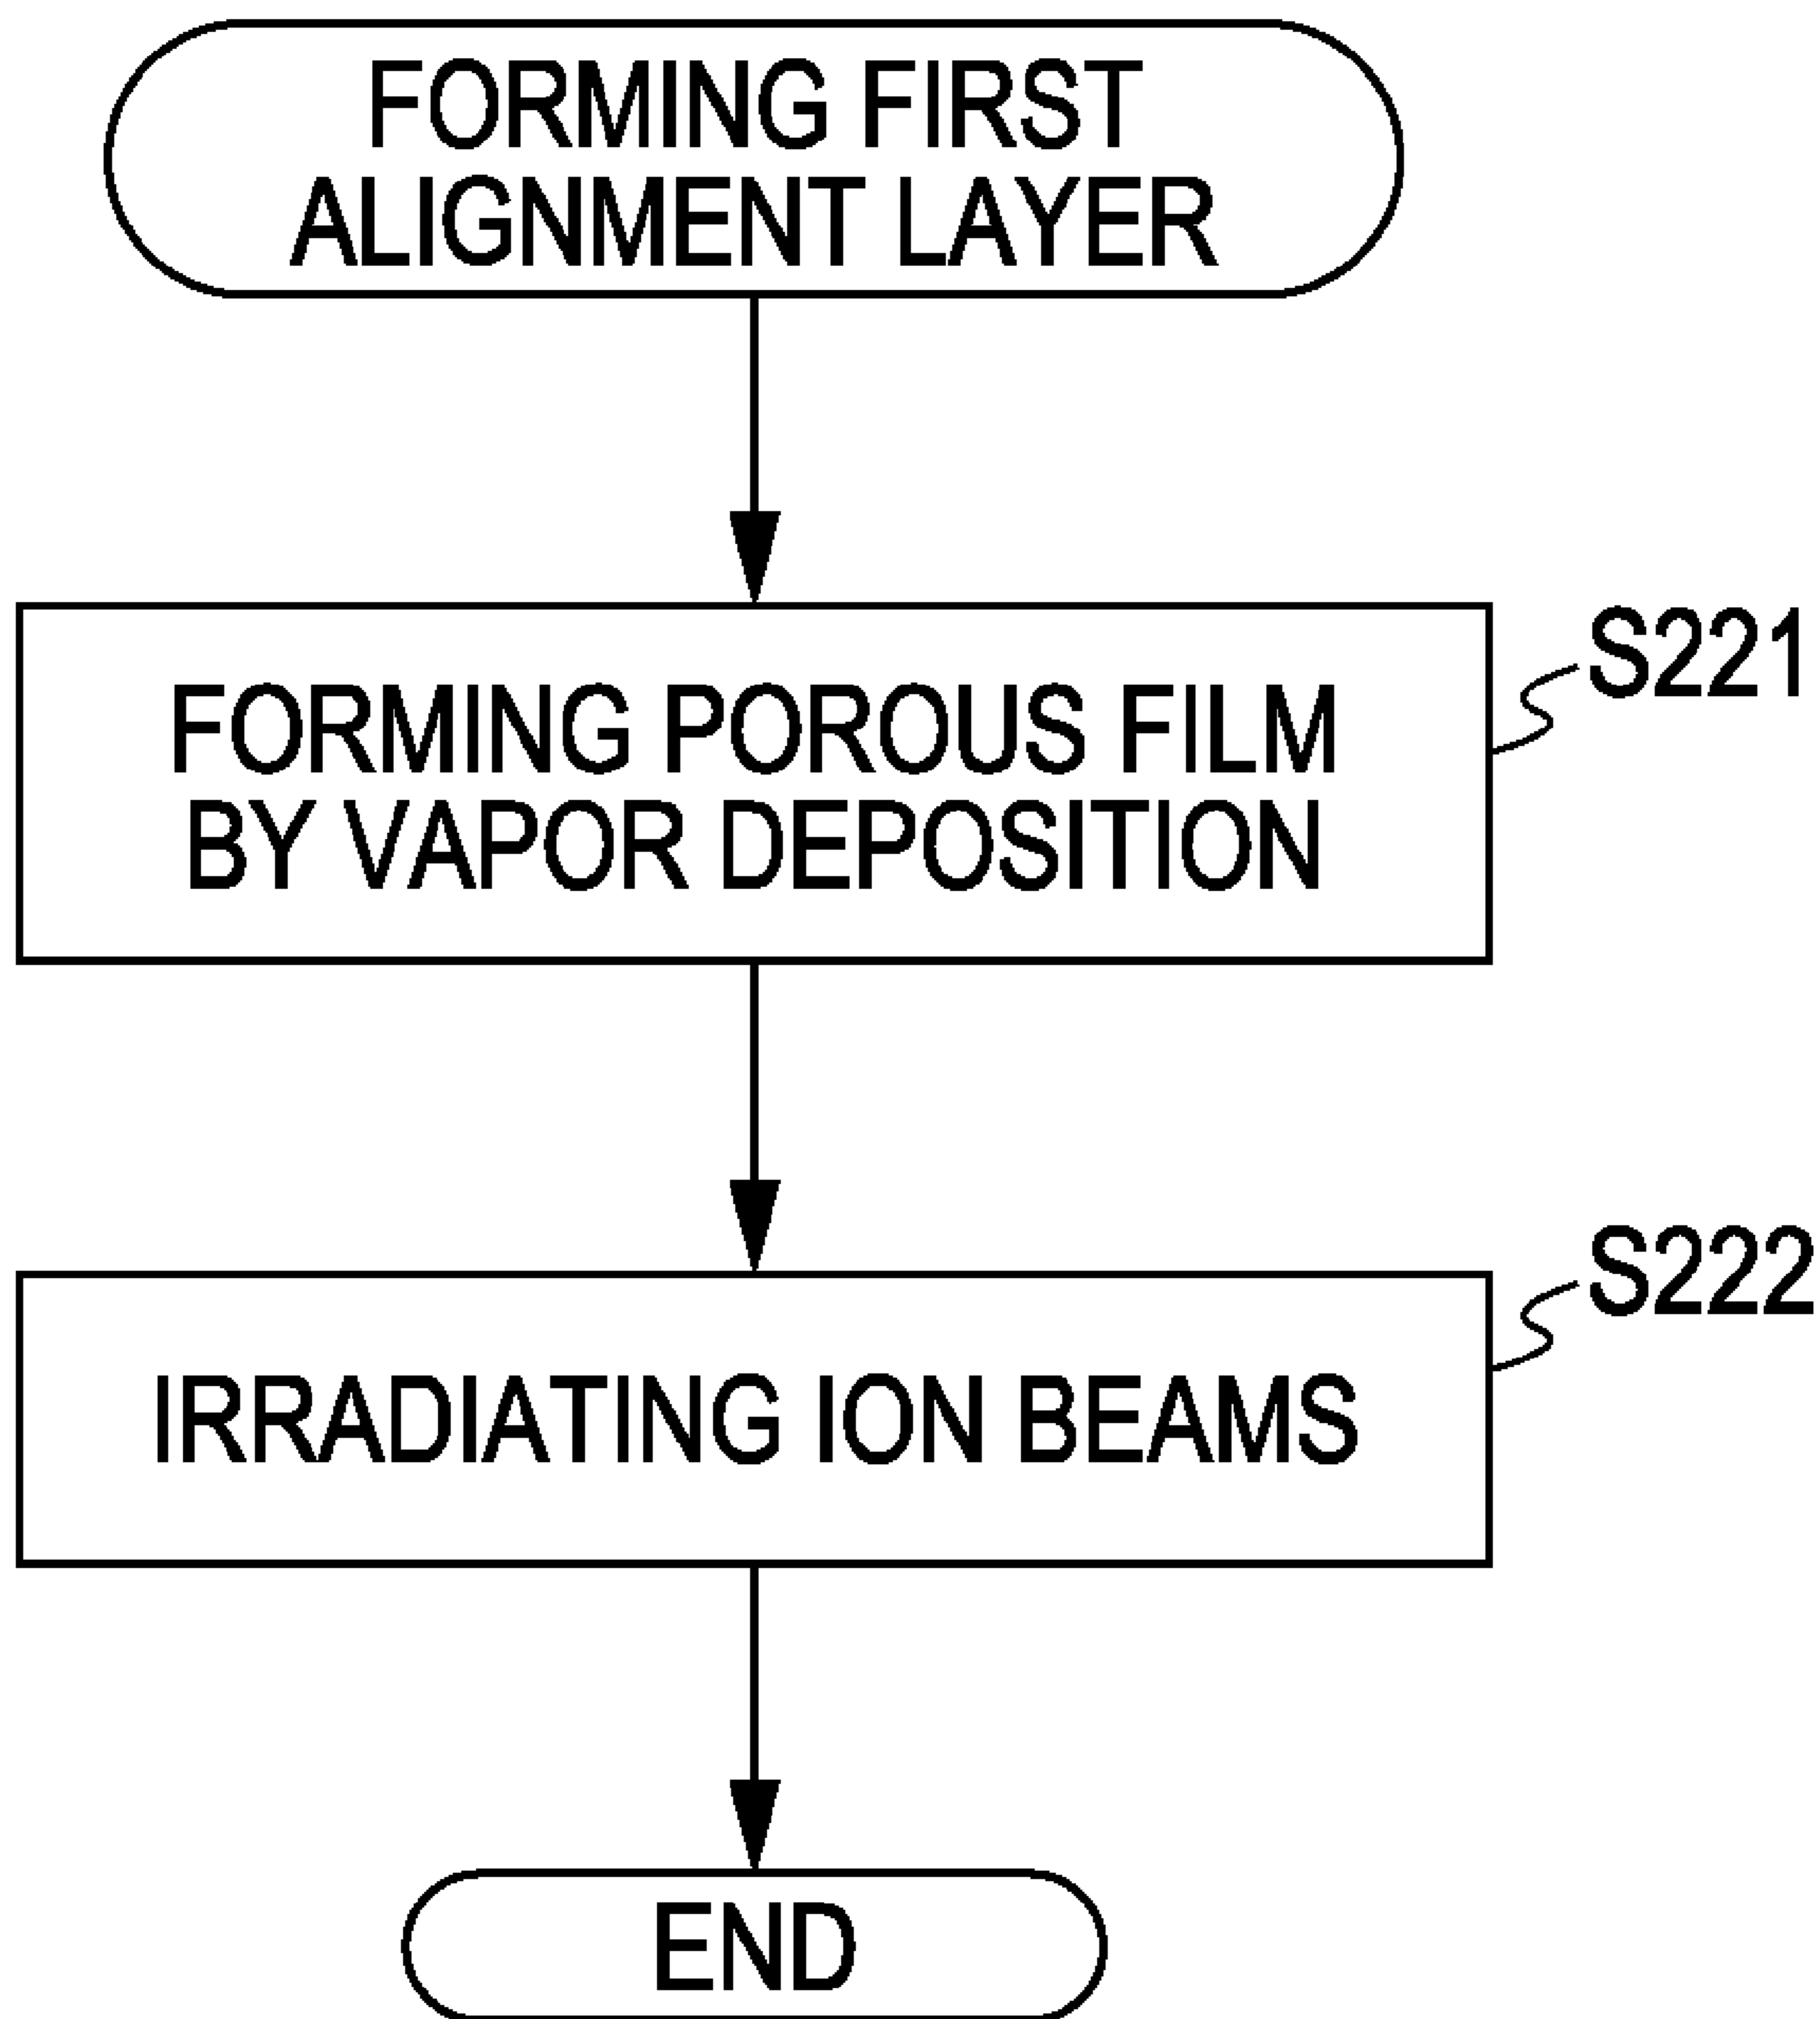 FORMING FIRST
ALIGNMENT LAYER
S221
FORMING POROUS FILM
BY VAPOR DEPOSITION
S222
IRRADIATING ION BEAMS
END